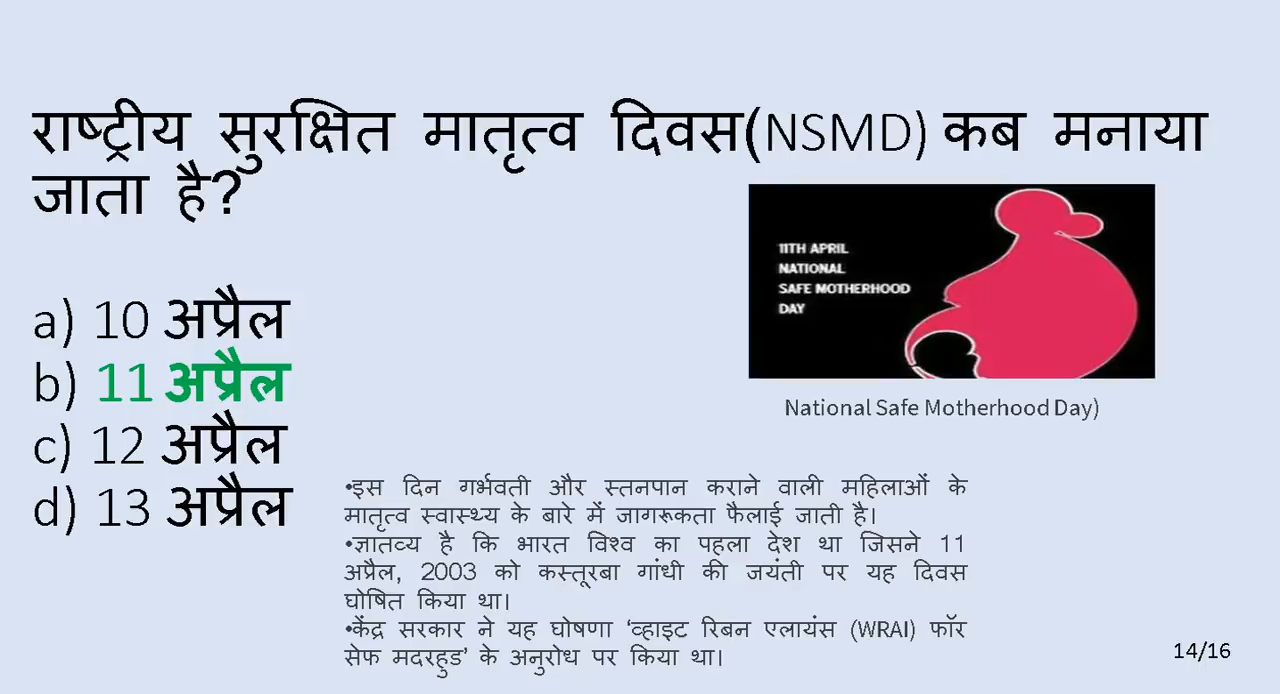 राष्ट्रीय सुरक्षित मातृत्व दिवस(NSMD) कब मनाया
जाता है?
11TH APRIL
NATIONAL
SAFE MOTHERHOOD
DAY
National Safe Motherhood Day)
a) 10 अप्रैल
b) 11 अप्रैल
c) 12 अप्रैल
d) 13 अप्रैल
•इस दिन गर्भवती और स्तनपान कराने वाली महिलाओं के
मातृत्व स्वास्थ्य के बारे में जागरूकता फैलाई जाती है।
•ज्ञातव्य है कि भारत विश्व का पहला देश था जिसने 11
अप्रैल, 2003 को कस्तूरबा गांधी की जयंती पर यह दिवस
घोषित किया था।
•केंद्र सरकार ने यह घोषणा ‘व्हाइट रिबन एलायंस (WRAI) फॉर
सेफ मदरहुड’ के अनुरोध पर किया था।
14/16